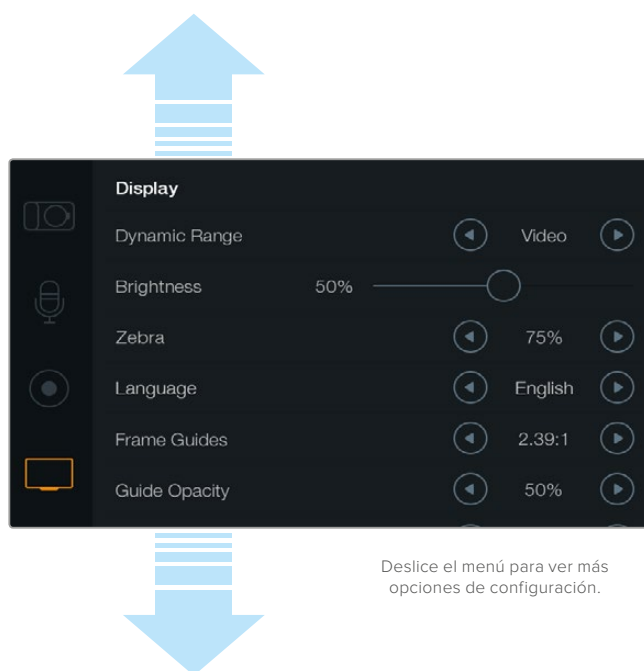 Display
Dynamic Range Video
Brightness 50%
Zebra 75%
Language English
Frame Guides 2.39:1
Guide Opacity 50%
Deslice el menú para ver más
opciones de configuración.